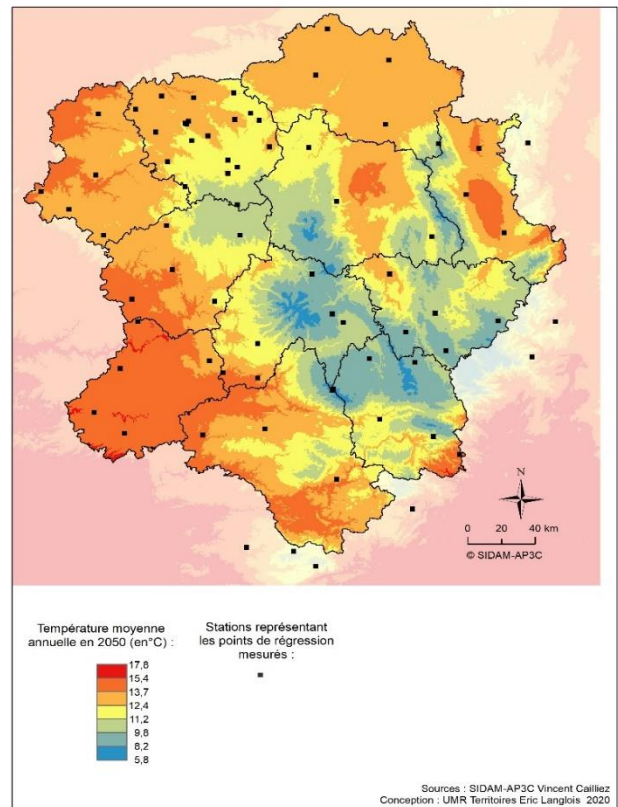 N
0 20 40 km
© SIDAM-AP3C
Température moyenne
annuelle en 2050 (en°C) :
17,8
15,4
13,7
12,4
11,2
9,8
8,2
5,8
Stations représentant
les points de régression
mesurés :
Sources : SIDAM-AP3C Vincent Cailliez
Conception : UMR Territoires Eric Langlois 2020